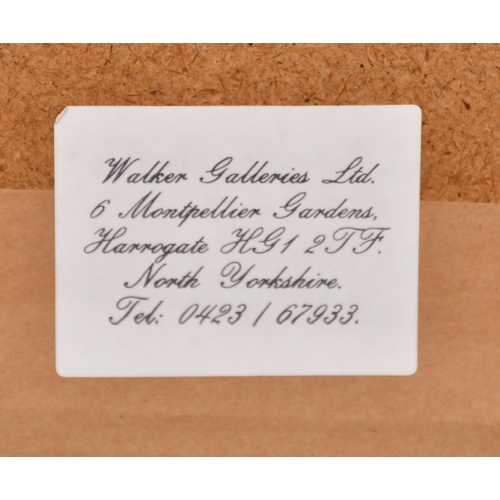 Walker Galleries Ltd.
6 Montpellier Gardens,
Harrogate HG1 2TF.
North Yorkshire.
Tel: 0423 / 67933.